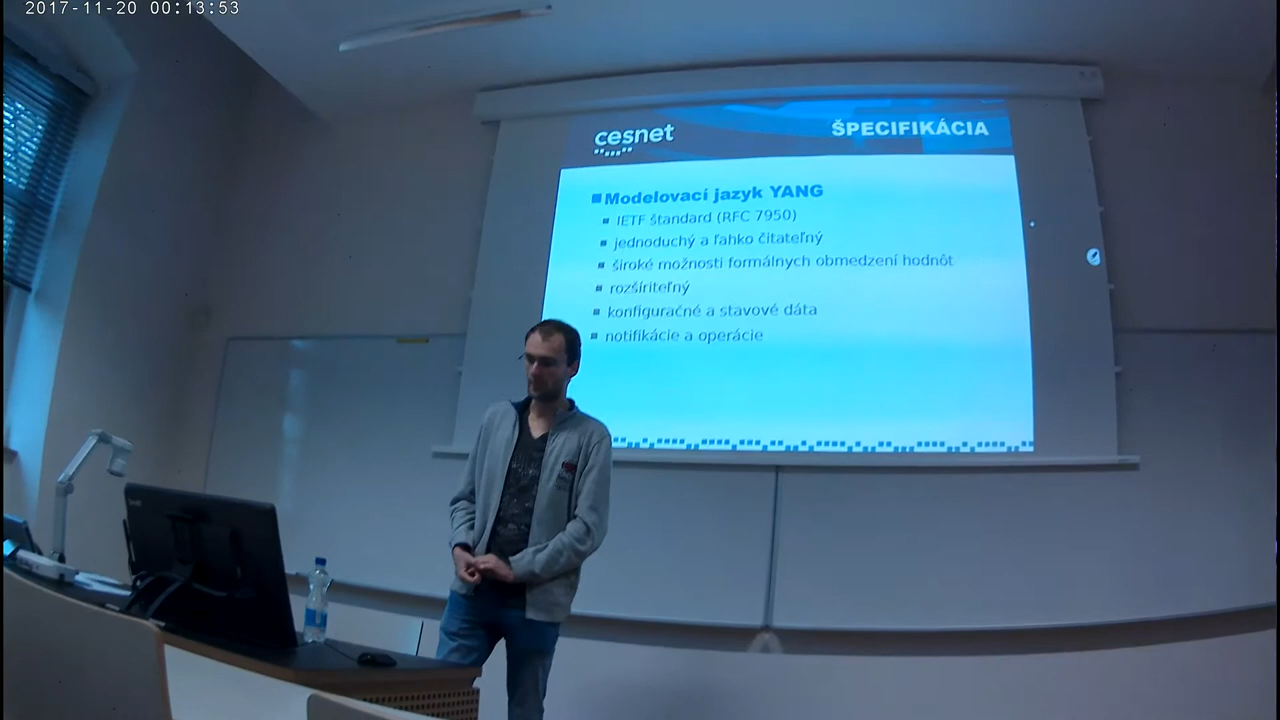 2017-11-20 00:13:53
cesnet
ŠPECIFIKÁCIA
Modelovací jazyk YANG
IETF štandard (RFC 7950)
jednoduchý a ľahko čitateľný
široké možnosti formálnych obmedzení hodnôt
rozšíriteľný
konfiguračné a stavové dáta
notifikácie a operácie